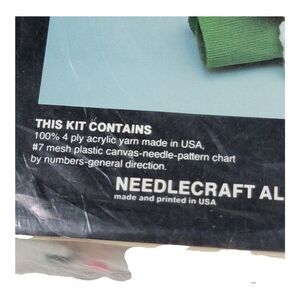 THIS KIT CONTAINS
100% 4 ply acrylic yarn made in USA,
#7 mesh plastic canvas-needle-pattern chart
by numbers-general direction.
NEEDLECRAFT AL
made and printed in USA